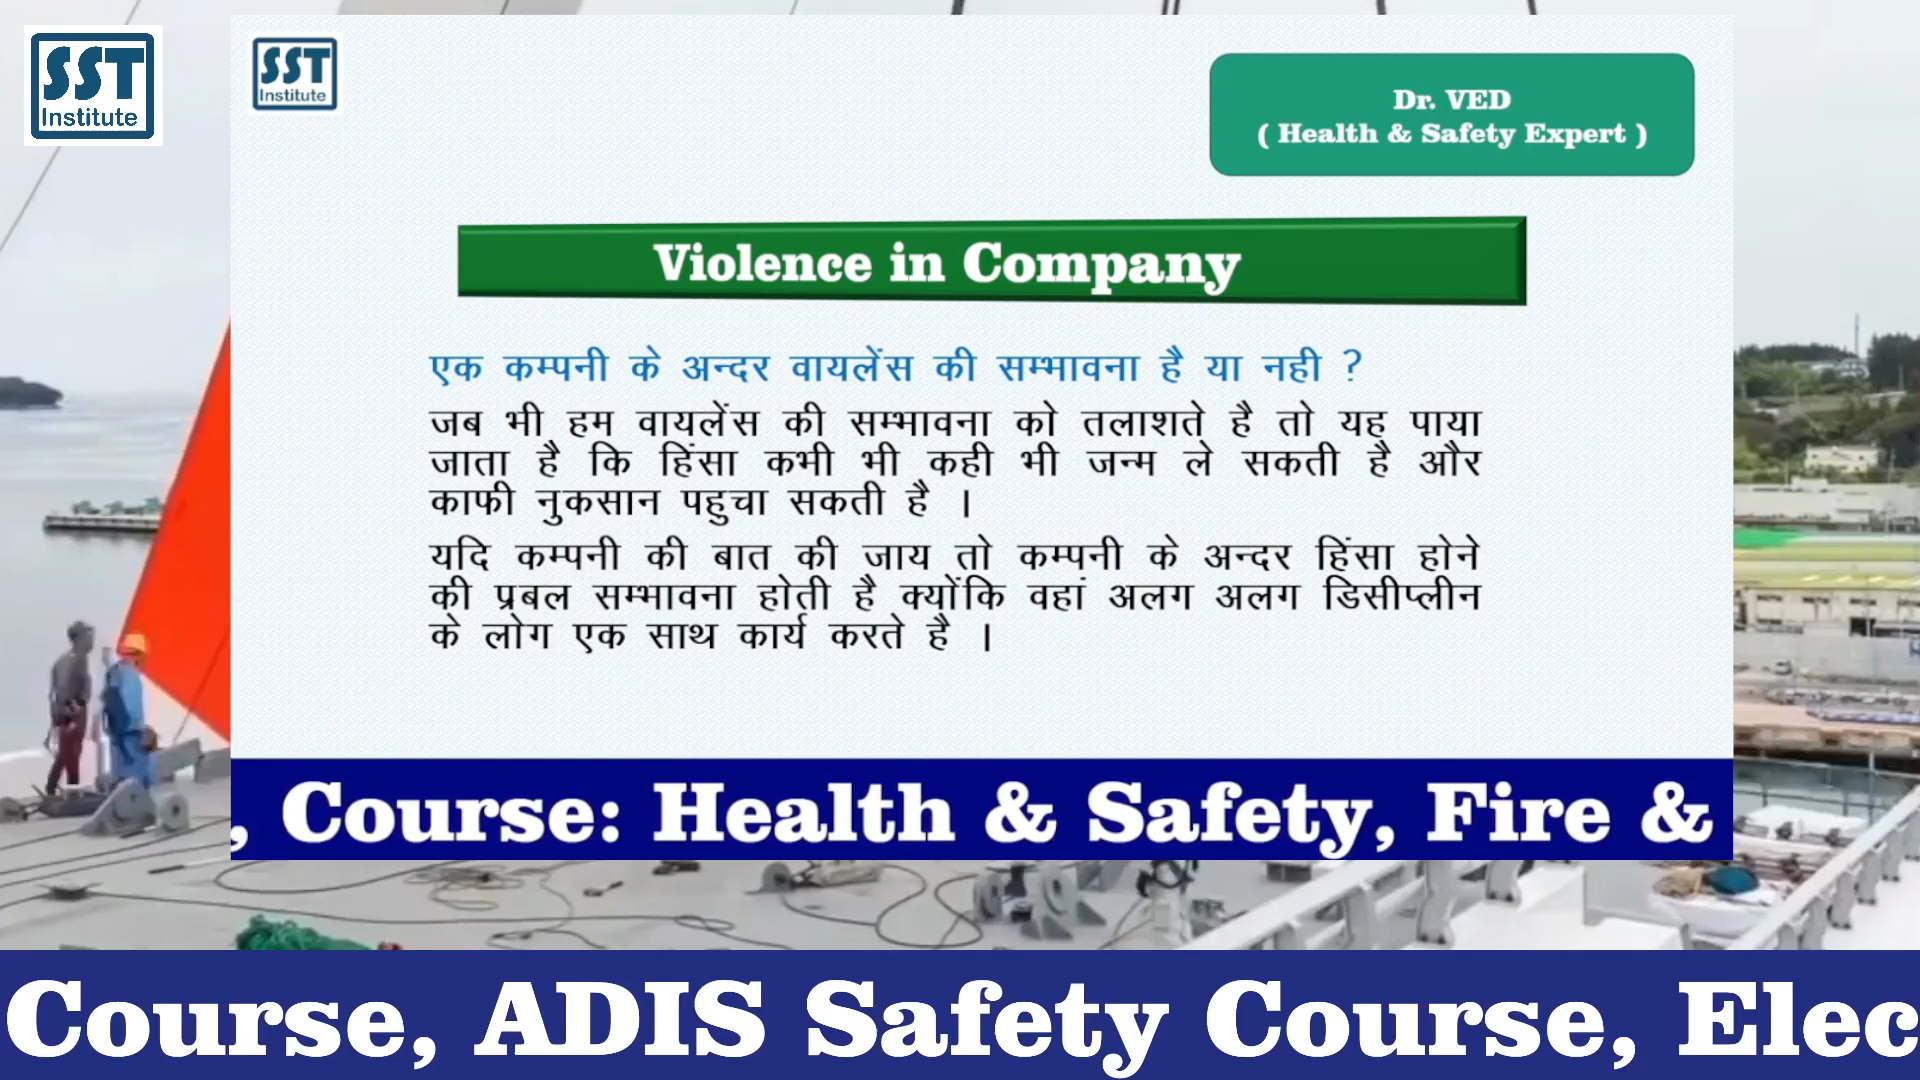 SST
Institute
SST
Institute
Dr. VED
( Health & Safety Expert )
Violence in Company
एक कम्पनी के अन्दर वायलेंस की सम्भावना है या नही ?
जब भी हम वायलेंस की सम्भावना को तलाशते है तो यह पाया
जाता है कि हिंसा कभी भी कही भी जन्म ले सकती है और
काफी नुकसान पहुचा सकती है ।
यदि कम्पनी की बात की जाय तो कम्पनी के अन्दर हिंसा होने
की प्रबल सम्भावना होती है क्योंकि वहां अलग अलग डिसीप्लीन
के लोग एक साथ कार्य करते है ।
, Course: Health & Safety, Fire &
Course, ADIS Safety Course, Elec